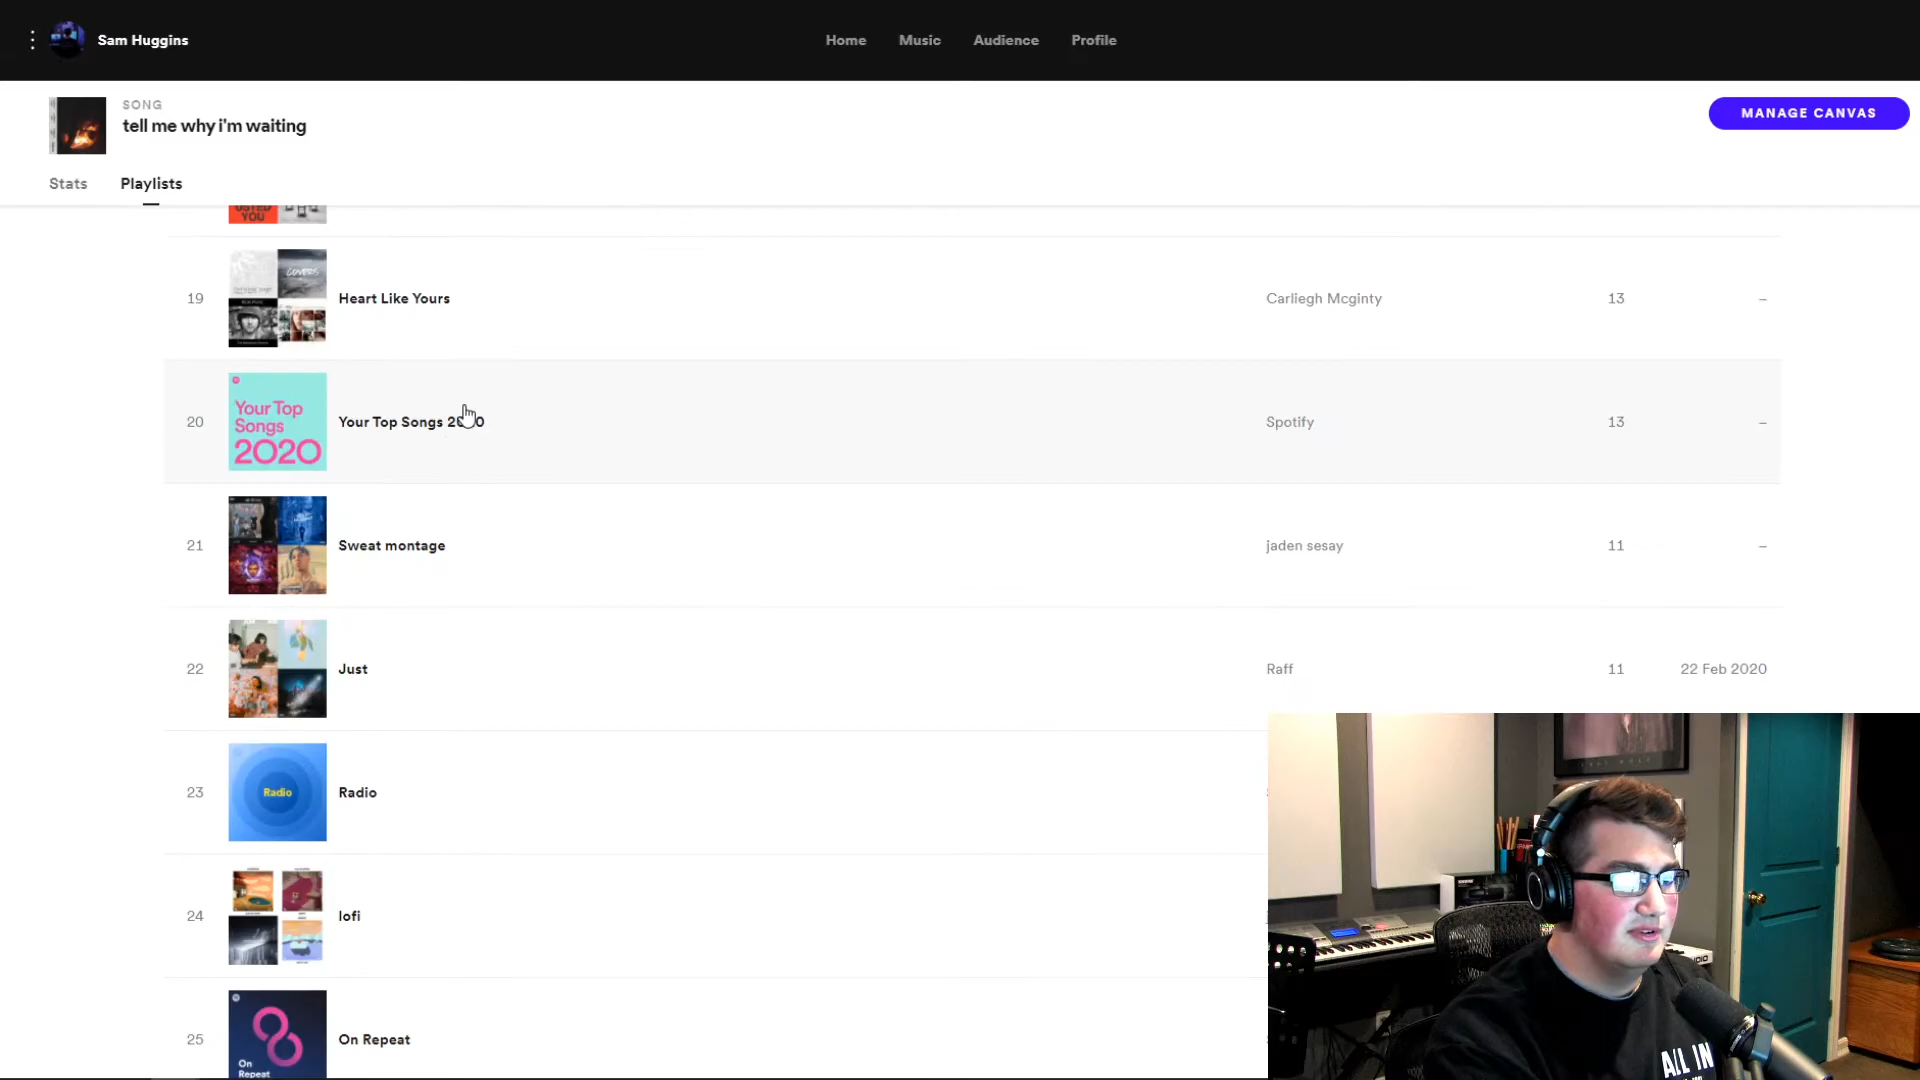 Sam Huggins
Home Music Audience Profile
SONG
tell me why i'm waiting
MANAGE CANVAS
Stats Playlists
YOU
19 COVERS Heart Like Yours Carliegh Mcginty 13 –
20 Your Top Songs 2020 Your Top Songs 2020 Spotify 13 –
21 Sweat montage jaden sesay 11 –
22 Just Raff 11 22 Feb 2020
23 Radio Radio
24 lofi
25 On Repeat On Repeat
ALL IN